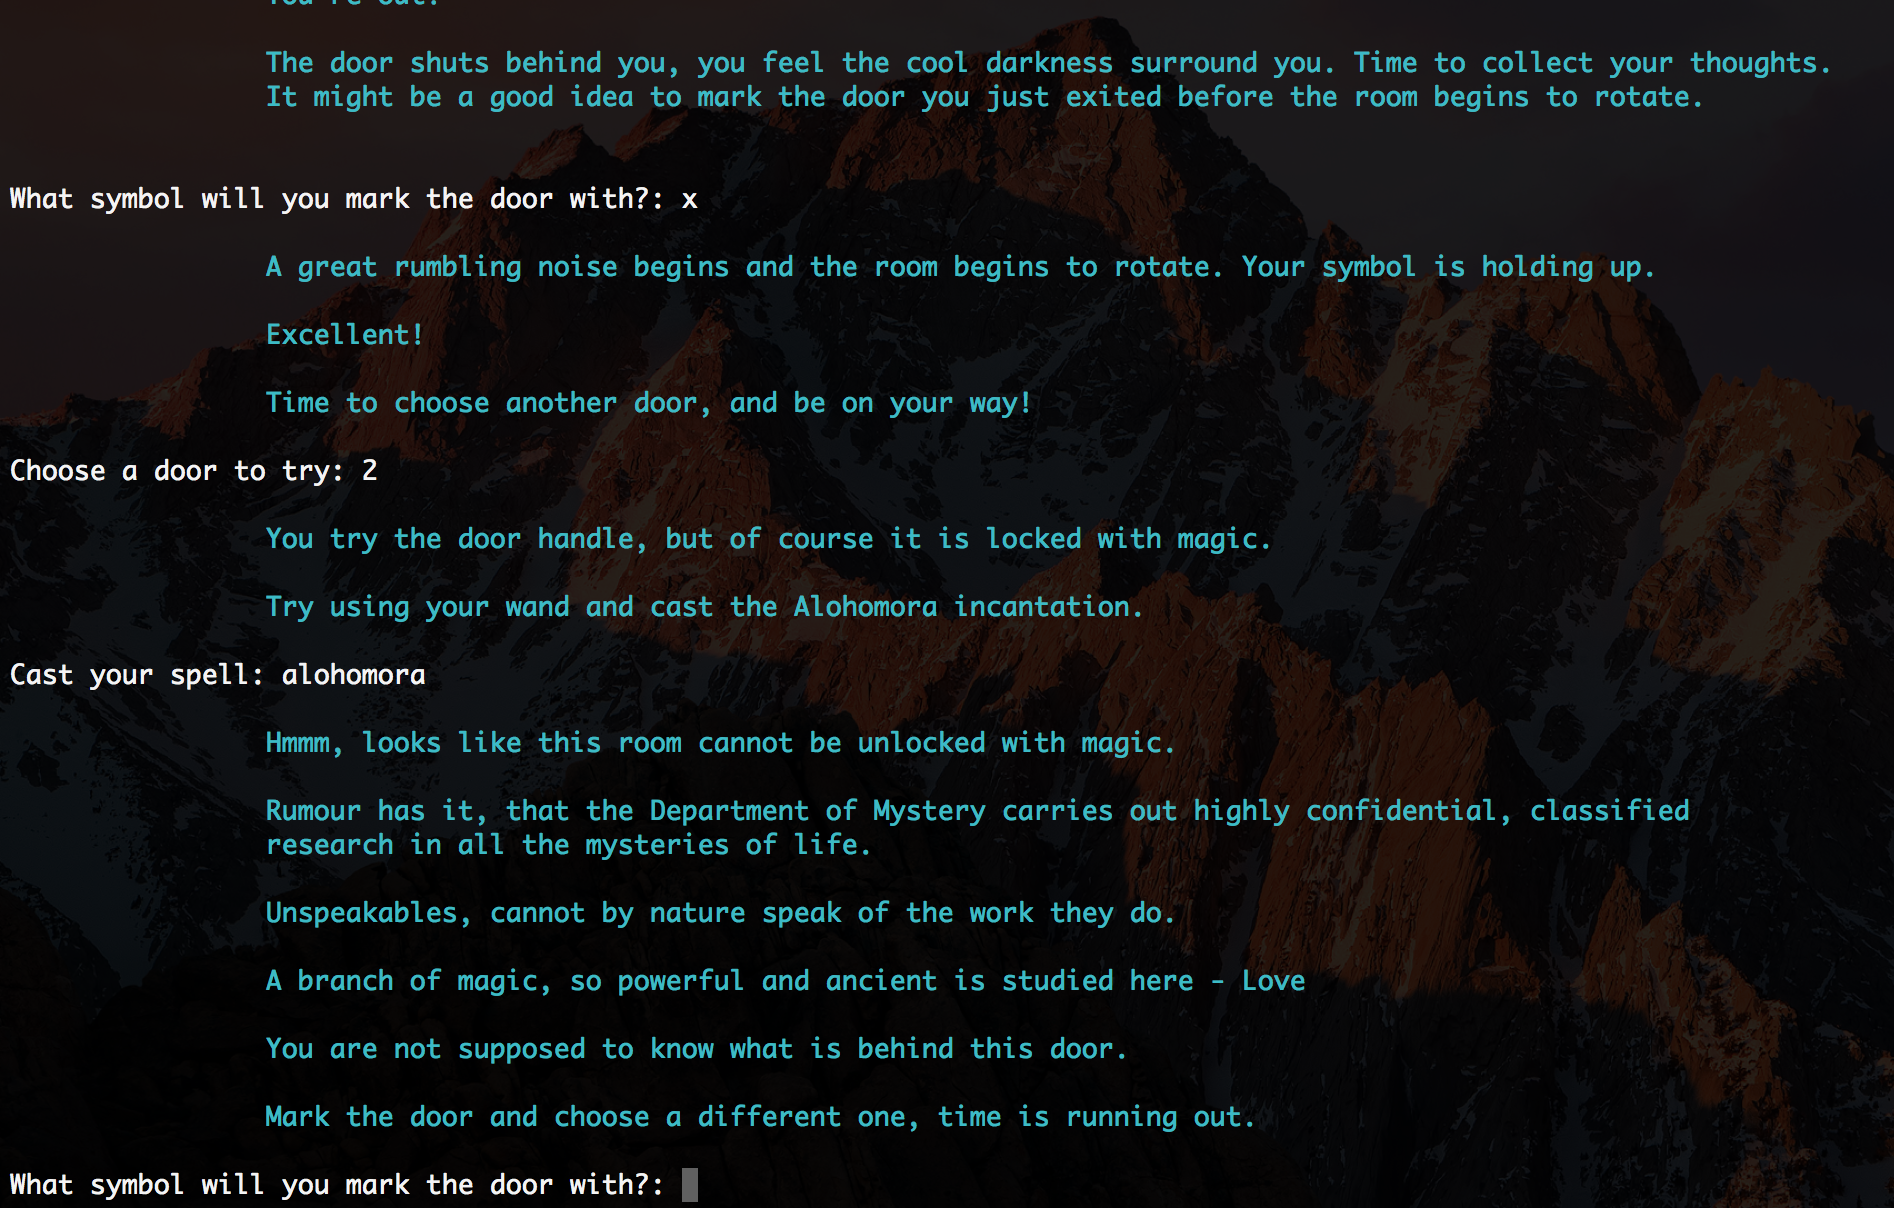 You're out!
The door shuts behind you, you feel the cool darkness surround you. Time to collect your thoughts.
It might be a good idea to mark the door you just exited before the room begins to rotate.
What symbol will you mark the door with?: x
A great rumbling noise begins and the room begins to rotate. Your symbol is holding up.
Excellent!
Time to choose another door, and be on your way!
Choose a door to try: 2
You try the door handle, but of course it is locked with magic.
Try using your wand and cast the Alohomora incantation.
Cast your spell: alohomora
Hmmm, looks like this room cannot be unlocked with magic.
Rumour has it, that the Department of Mystery carries out highly confidential, classified
research in all the mysteries of life.
Unspeakables, cannot by nature speak of the work they do.
A branch of magic, so powerful and ancient is studied here - Love
You are not supposed to know what is behind this door.
Mark the door and choose a different one, time is running out.
What symbol will you mark the door with?: